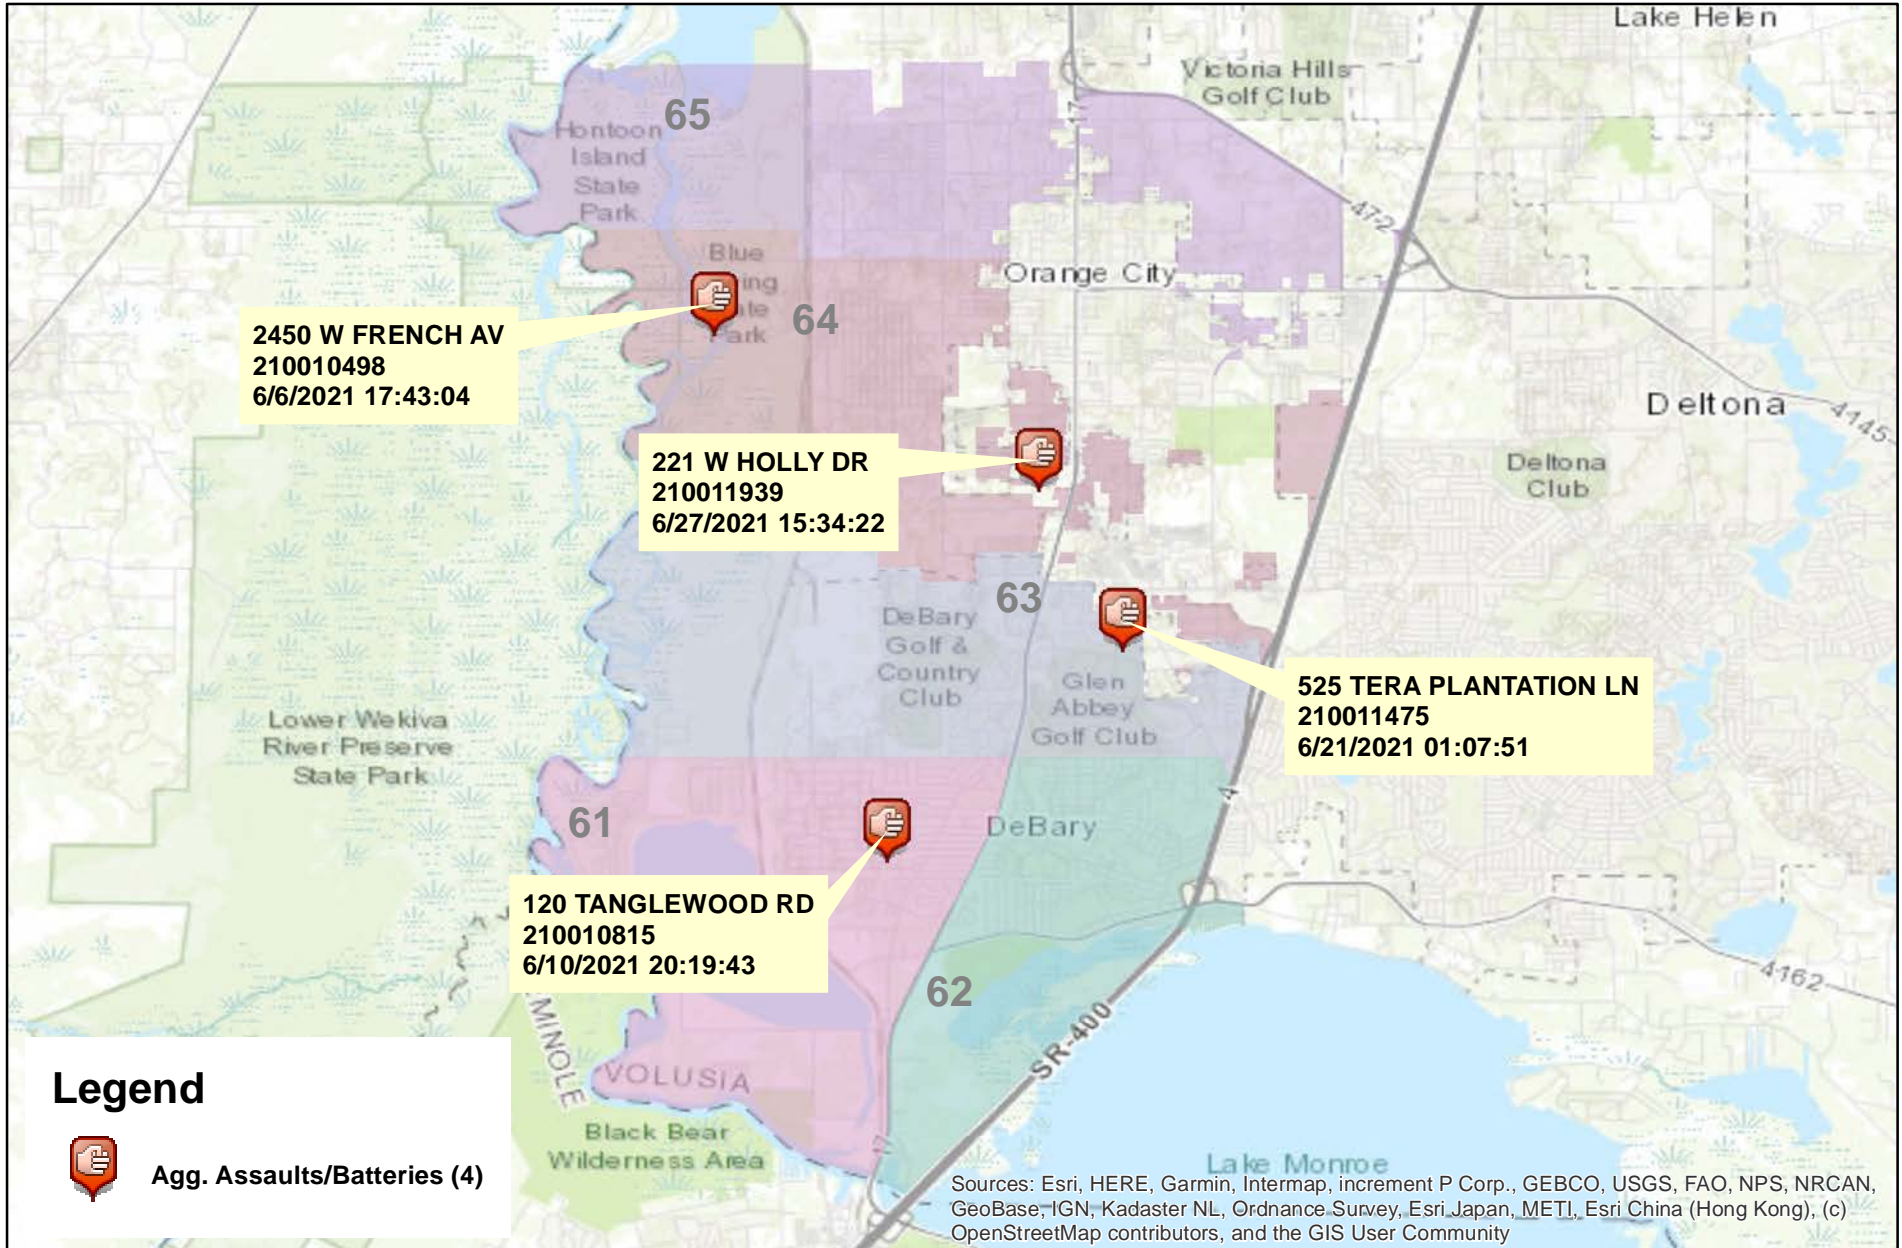 Lake Helen
Victoria Hills
Golf Club
17
65
Hontoon
Island
State
Park
472
Blue
ing
te
Park
Orange City
64
2450 W FRENCH AV
210010498
6/6/2021 17:43:04
Deltona
4145
221 W HOLLY DR
210011939
6/27/2021 15:34:22
Deltona
Club
63
DeBary
Golf &
Country
Club
Glen
Abbey
Golf Club
525 TERA PLANTATION LN
210011475
6/21/2021 01:07:51
Lower Wekiva
River Preserve
State Park
4
61
DeBary
120 TANGLEWOOD RD
210010815
6/10/2021 20:19:43
62
4162
SR-400
MINOLE
VOLUSIA
Black Bear
Wilderness Area
17
Lake Monroe
Legend
Agg. Assaults/Batteries (4)
Sources: Esri, HERE, Garmin, Intermap, increment P Corp., GEBCO, USGS, FAO, NPS, NRCAN,
GeoBase, IGN, Kadaster NL, Ordnance Survey, Esri Japan, METI, Esri China (Hong Kong), (c)
OpenStreetMap contributors, and the GIS User Community